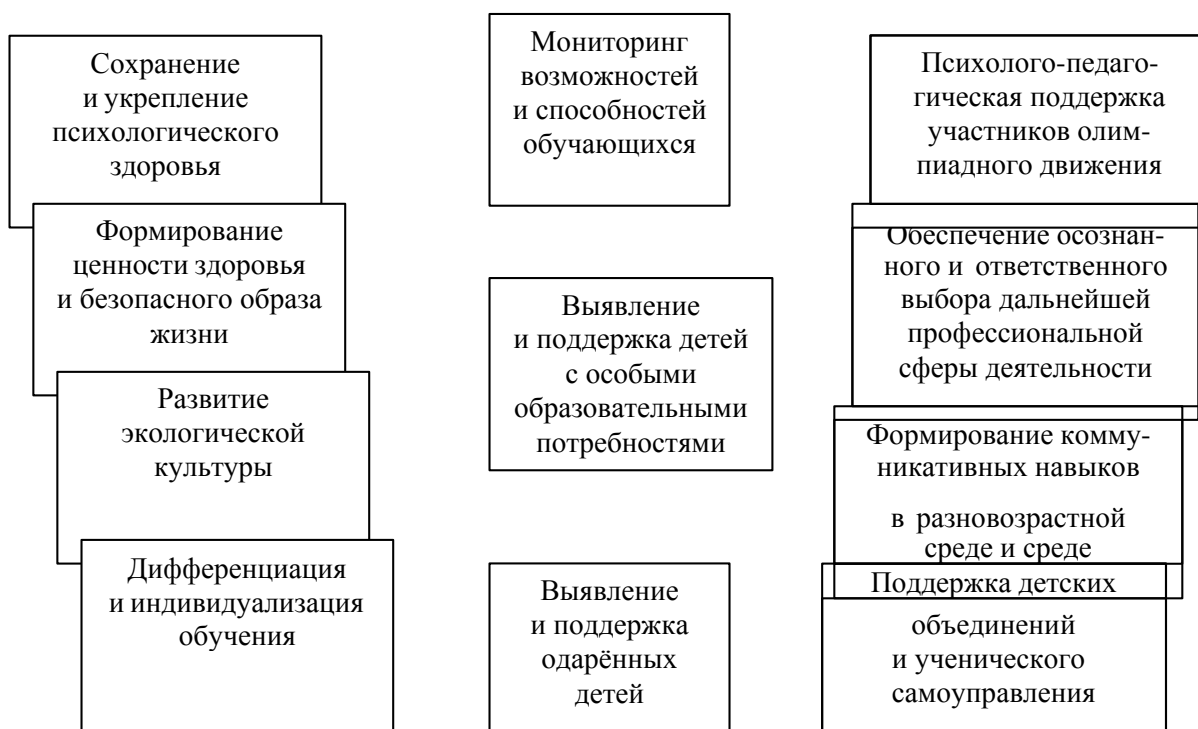 Сохранение
и укрепление
психологического
здоровья
Формирование
ценности здоровья
и безопасного образа
жизни
Развитие
экологической
культуры
Дифференциация
и индивидуализация
обучения
Мониторинг
возможностей
и способностей
обучающихся
Выявление
и поддержка детей
с особыми
образовательными
потребностями
Выявление
и поддержка
одарённых
детей
Психолого-педаго-
гическая поддержка
участников олим-
пиадного движения
Обеспечение осознан-
ного и ответственного
выбора дальнейшей
профессиональной
сферы деятельности
Формирование комму-
никативных навыков
в разновозрастной
среде и среде
Поддержка детских
объединений
и ученического
самоуправления